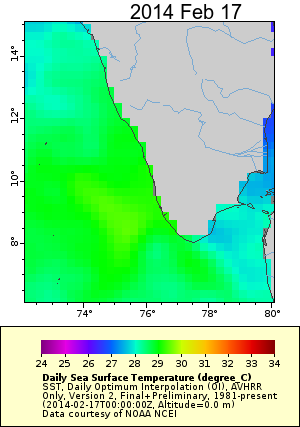 2014 Feb 17
14°
12°
10°
8°
74° 76° 78° 80°
24 25 26 27 28 29 30 31 32 33 34
Daily Sea Surface Temperature (degree_C)
SST, Daily Optimum Interpolation (OI), AVHRR
Only, Version 2, Final+Preliminary, 1981-present
(2014-02-17T00:00:00Z, Altitude=0.0 m)
Data courtesy of NOAA NCEI